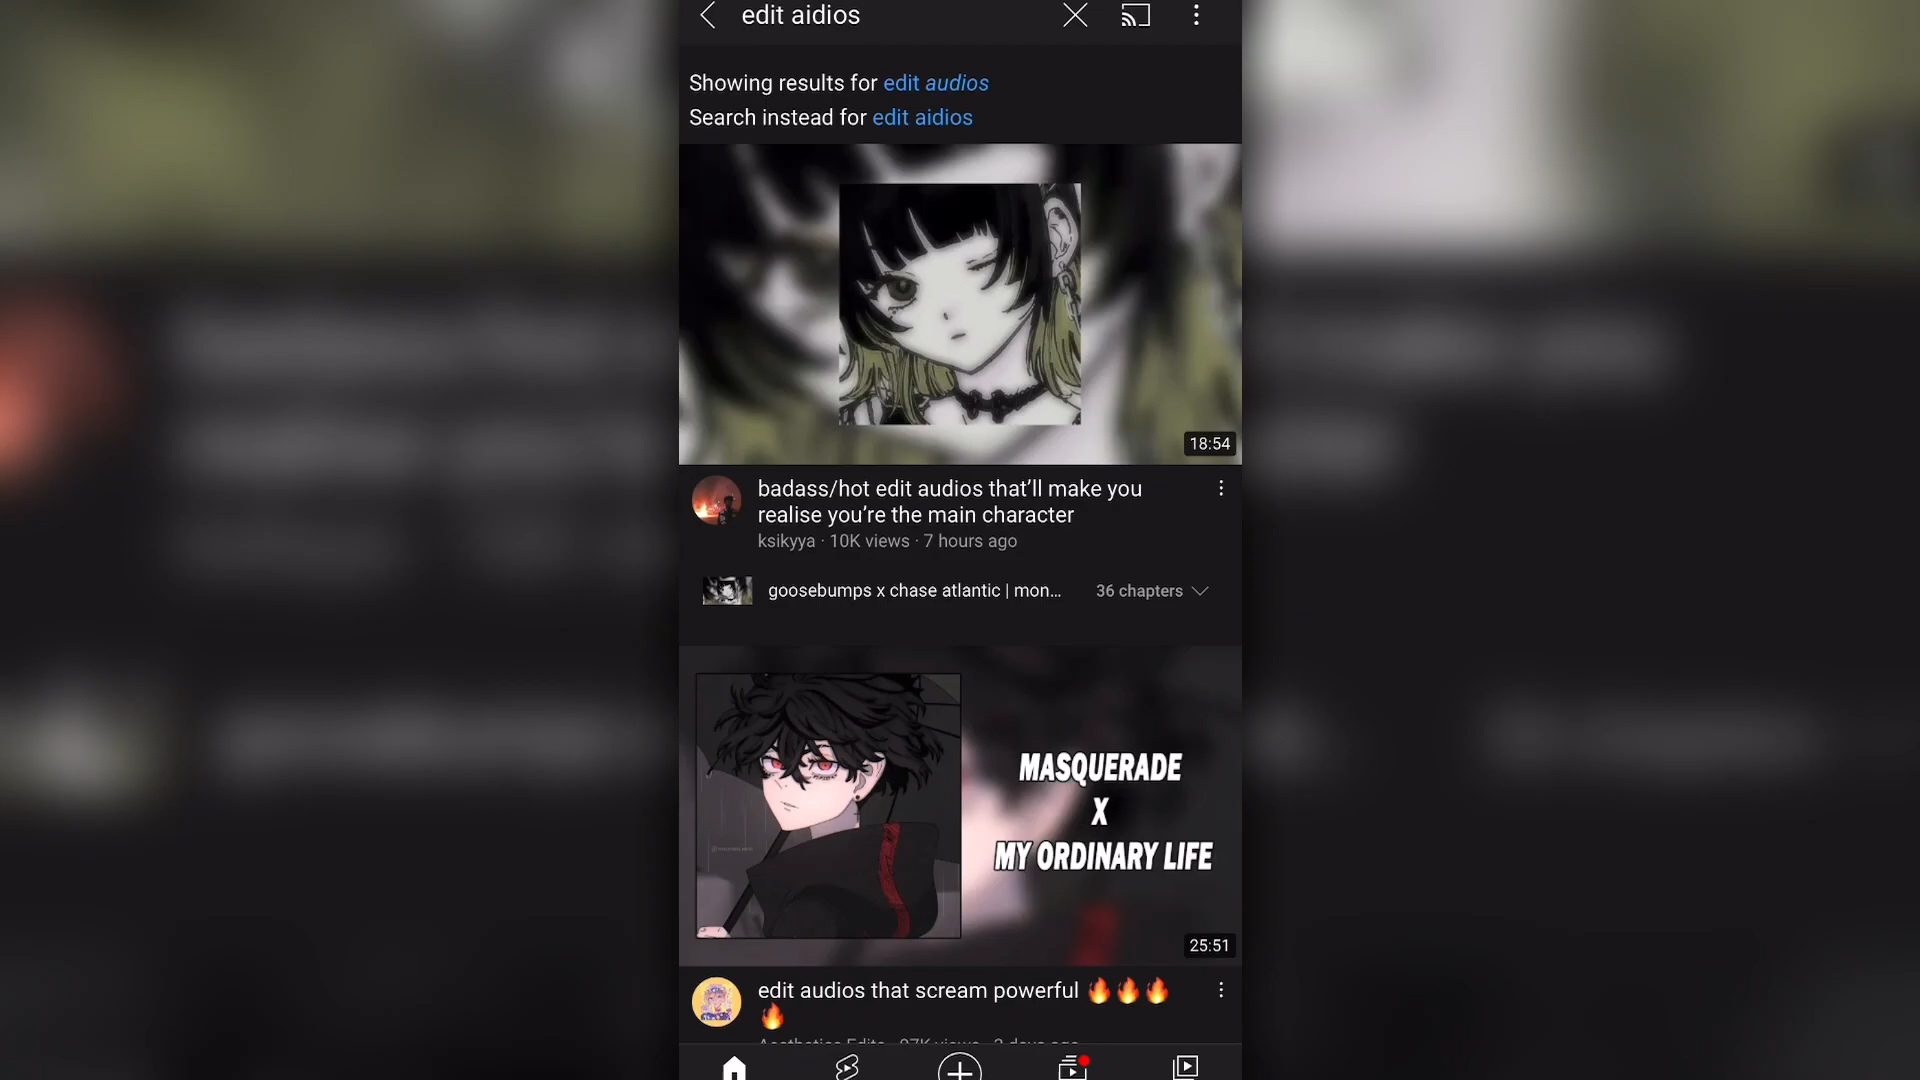 edit aidios
Showing results for edit audios
Search instead for edit aidios
18:54
badass/hot edit audios that’ll make you
realise you’re the main character
ksikyya · 10K views · 7 hours ago
goosebumps x chase atlantic | mon...
36 chapters
MASQUERADE
X
MY ORDINARY LIFE
25:51
edit audios that scream powerful 🔥🔥🔥
🔥